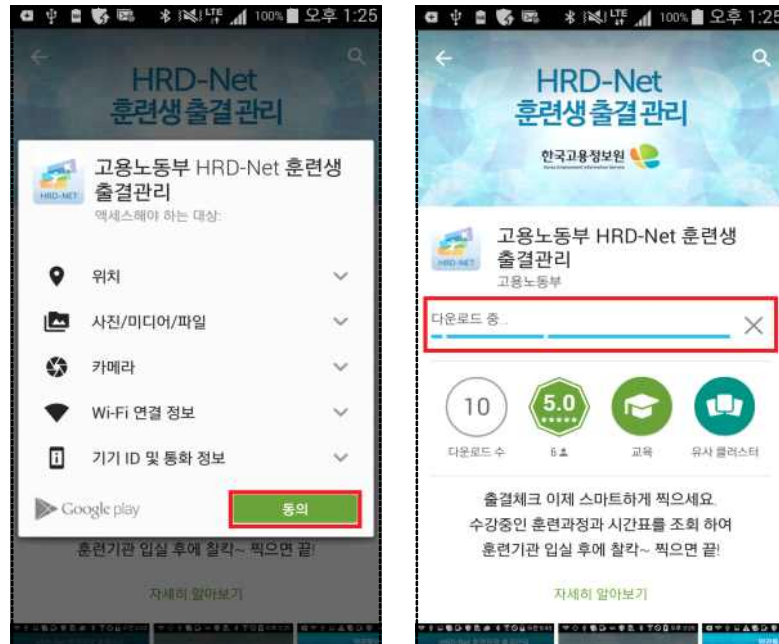 100% 오후 1:25
HRD-Net
훈련생 출결 관리
고용노동부 HRD-Net 훈련생
출결관리
액세스해야 하는 대상:
위치
사진/미디어/파일
카메라
Wi-Fi 연결 정보
기기 ID 및 통화 정보
Google play
동의
훈련기관 입실 후에 찰칵~ 찍으면 끝!
자세히 알아보기
LTE 100% 오후 1:25
HRD-Net
훈련생 출결 관리
한국고용정보원
고용노동부 HRD-Net 훈련생
출결관리
고용노동부
다운로드 중...
10
5.0
다운로드 수
6
교육
유사 클러스터
출결체크 이제 스마트하게 찍으세요.
수강중인 훈련과정과 시간표를 조회 하여
훈련기관 입실 후에 찰칵~ 찍으면 끝!
자세히 알아보기